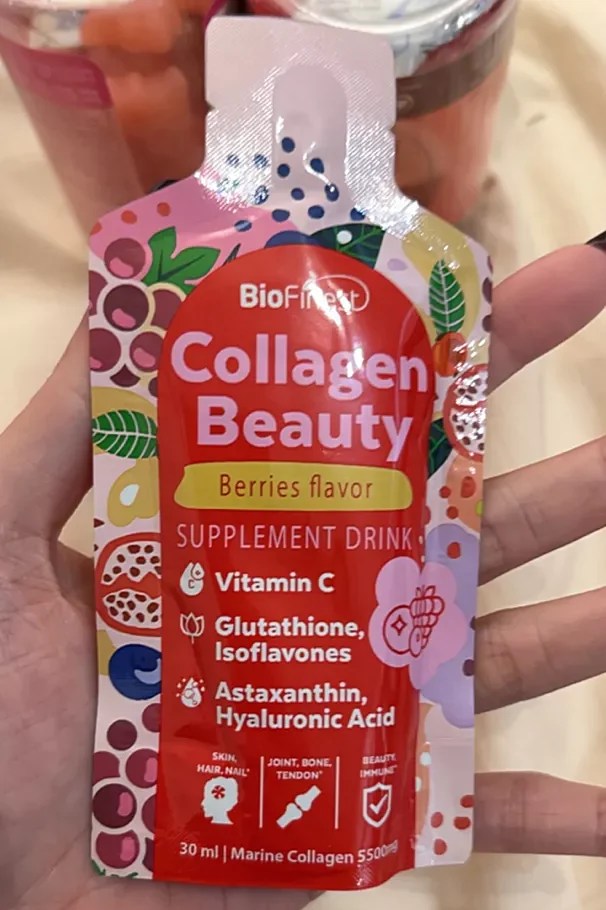 BioFinest
Collagen
Beauty
Berries flavor
SUPPLEMENT DRINK
C
Vitamin C
Glutathione,
Isoflavones
Astaxanthin,
Hyaluronic Acid
SKIN,
HAIR, NAIL*
JOINT, BONE,
TENDON*
BEAUTY,
IMMUNE*
30 ml | Marine Collagen 5500mg